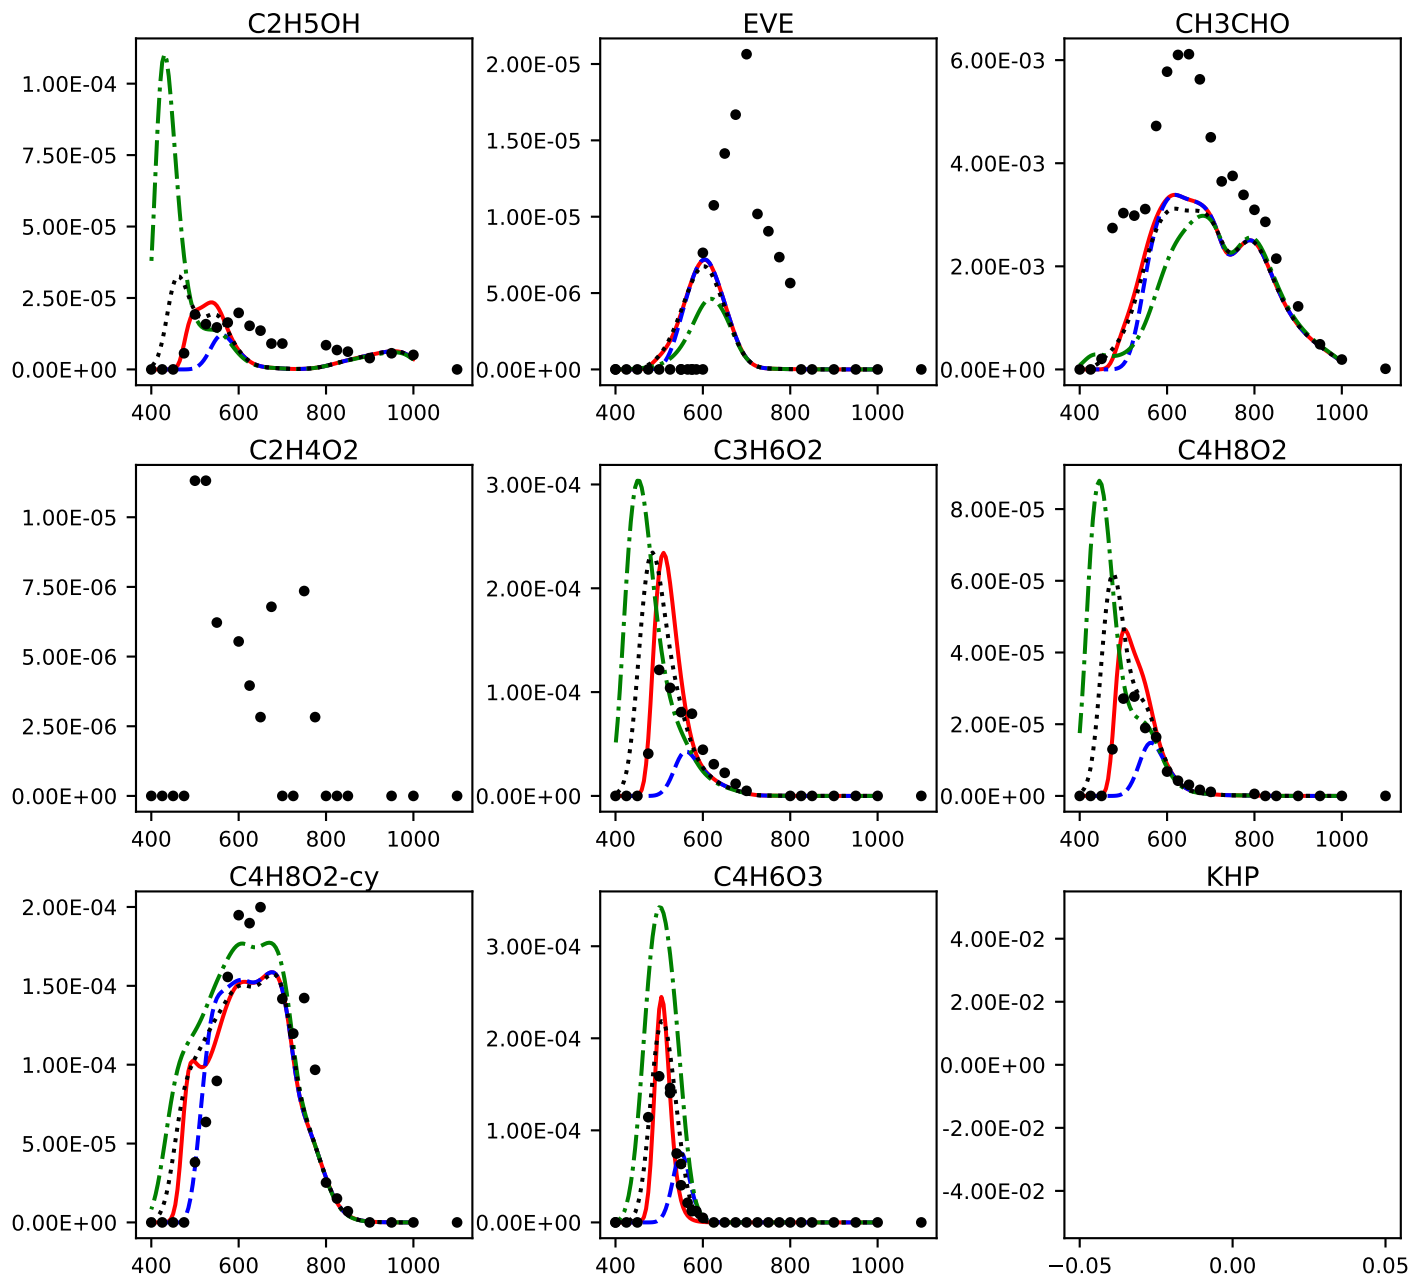 C2H5OH EVE CH3CHO
1.00E-04
7.50E-05
5.00E-05
2.50E-05
0.00E+00
400 600 800 1000
2.00E-05
1.50E-05
1.00E-05
5.00E-06
0.00E+00
400 600 800 1000
6.00E-03
4.00E-03
2.00E-03
0.00E+00
400 600 800 1000
C2H4O2 C3H6O2 C4H8O2
1.00E-05
7.50E-06
5.00E-06
2.50E-06
0.00E+00
400 600 800 1000
3.00E-04
2.00E-04
1.00E-04
0.00E+00
400 600 800 1000
8.00E-05
6.00E-05
4.00E-05
2.00E-05
0.00E+00
400 600 800 1000
C4H8O2-cy C4H6O3 KHP
2.00E-04
1.50E-04
1.00E-04
5.00E-05
0.00E+00
400 600 800 1000
3.00E-04
2.00E-04
1.00E-04
0.00E+00
400 600 800 1000
4.00E-02
2.00E-02
0.00E+00
-2.00E-02
-4.00E-02
−0.05 0.00 0.05